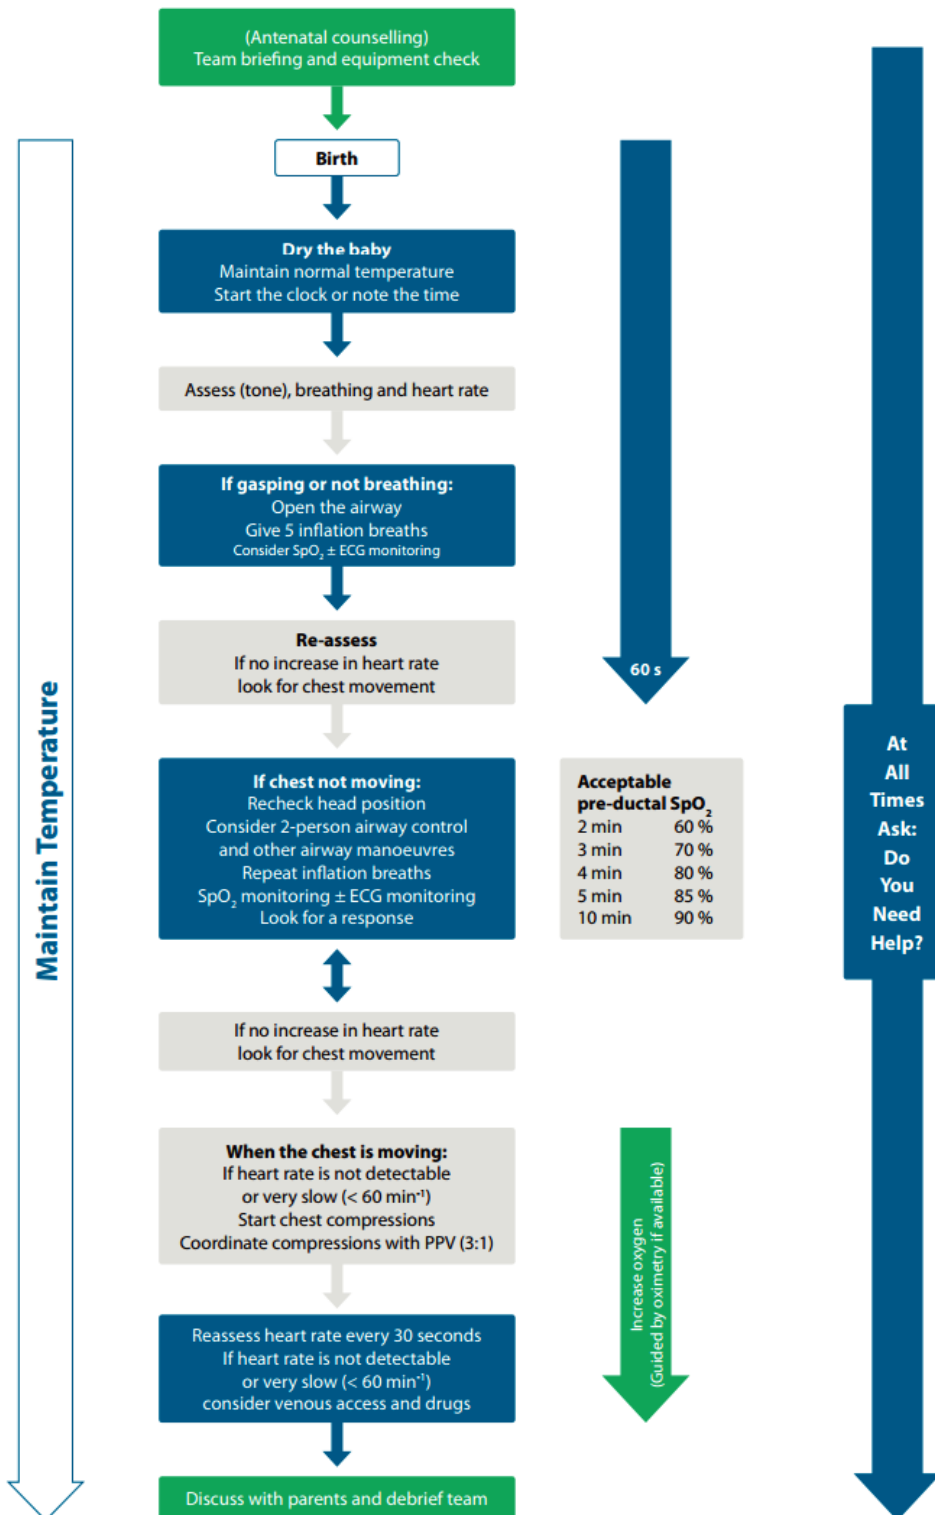 (Antenatal counselling)
Team briefing and equipment check
Birth
Dry the baby
Maintain normal temperature
Start the clock or note the time
Assess (tone), breathing and heart rate
If gasping or not breathing:
Open the airway
Give 5 inflation breaths
Consider SpO₂ ± ECG monitoring
Re-assess
If no increase in heart rate
look for chest movement
If chest not moving:
Recheck head position
Consider 2-person airway control
and other airway manoeuvres
Repeat inflation breaths
SpO₂ monitoring ± ECG monitoring
Look for a response
If no increase in heart rate
look for chest movement
When the chest is moving:
If heart rate is not detectable
or very slow (< 60 min⁻¹)
Start chest compressions
Coordinate compressions with PPV (3:1)
Reassess heart rate every 30 seconds
If heart rate is not detectable
or very slow (< 60 min⁻¹)
consider venous access and drugs
Discuss with parents and debrief team
Maintain Temperature
60 s
Acceptable
pre-ductal SpO₂
2 min 60 %
3 min 70 %
4 min 80 %
5 min 85 %
10 min 90 %
Increase oxygen
(Guided by oximetry if available)
At
All
Times
Ask:
Do
You
Need
Help?